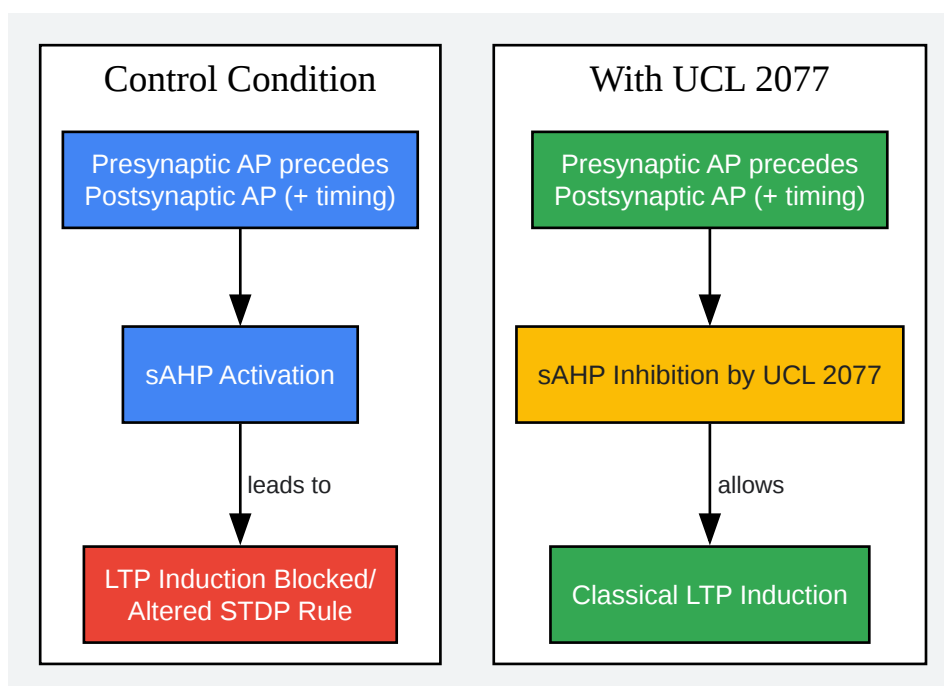 Control Condition
Presynaptic AP precedes
Postsynaptic AP (+ timing)
sAHP Activation
leads to
LTP Induction Blocked/
Altered STDP Rule
With UCL 2077
Presynaptic AP precedes
Postsynaptic AP (+ timing)
sAHP Inhibition by UCL 2077
allows
Classical LTP Induction